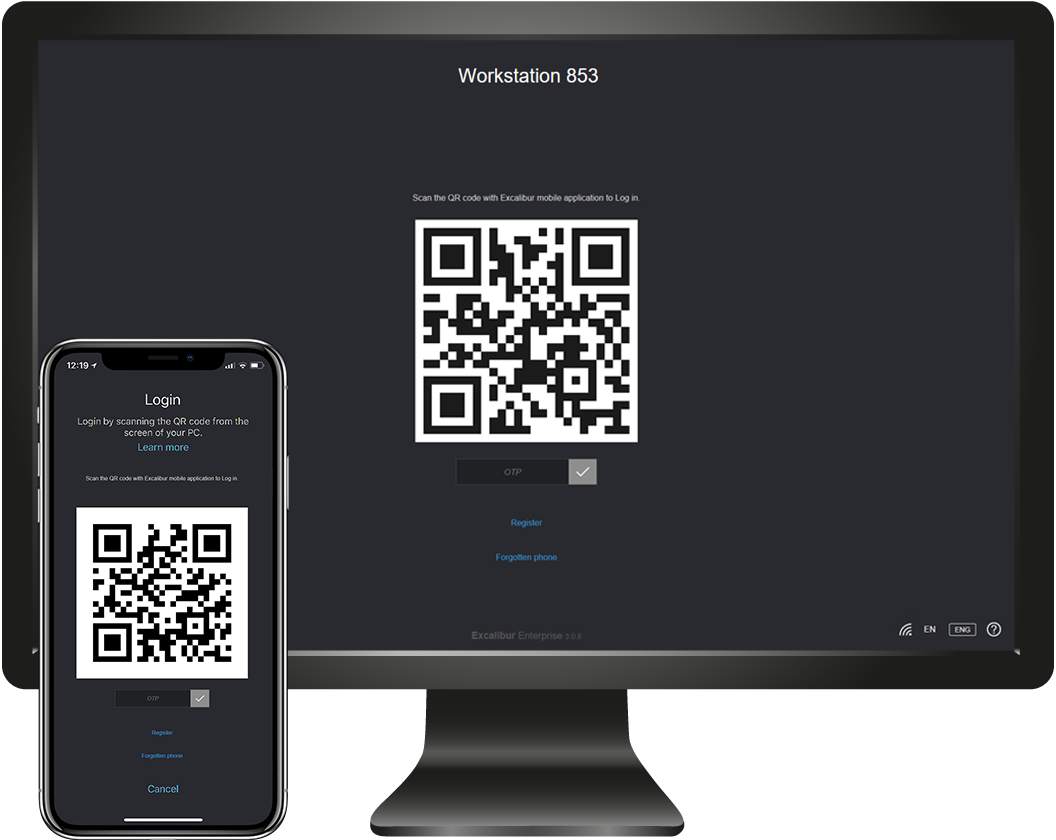 Workstation 853
Scan the QR code with Excalibur mobile application to Log in.
OTP
Register
Forgotten phone
Excalibur Enterprise 3.0.6
EN
ENG
12:19
Login
Login by scanning the QR code from the
screen of your PC.
Learn more
Scan the QR code with Excalibur mobile application to Log in.
OTP
Register
Forgotten phone
Cancel